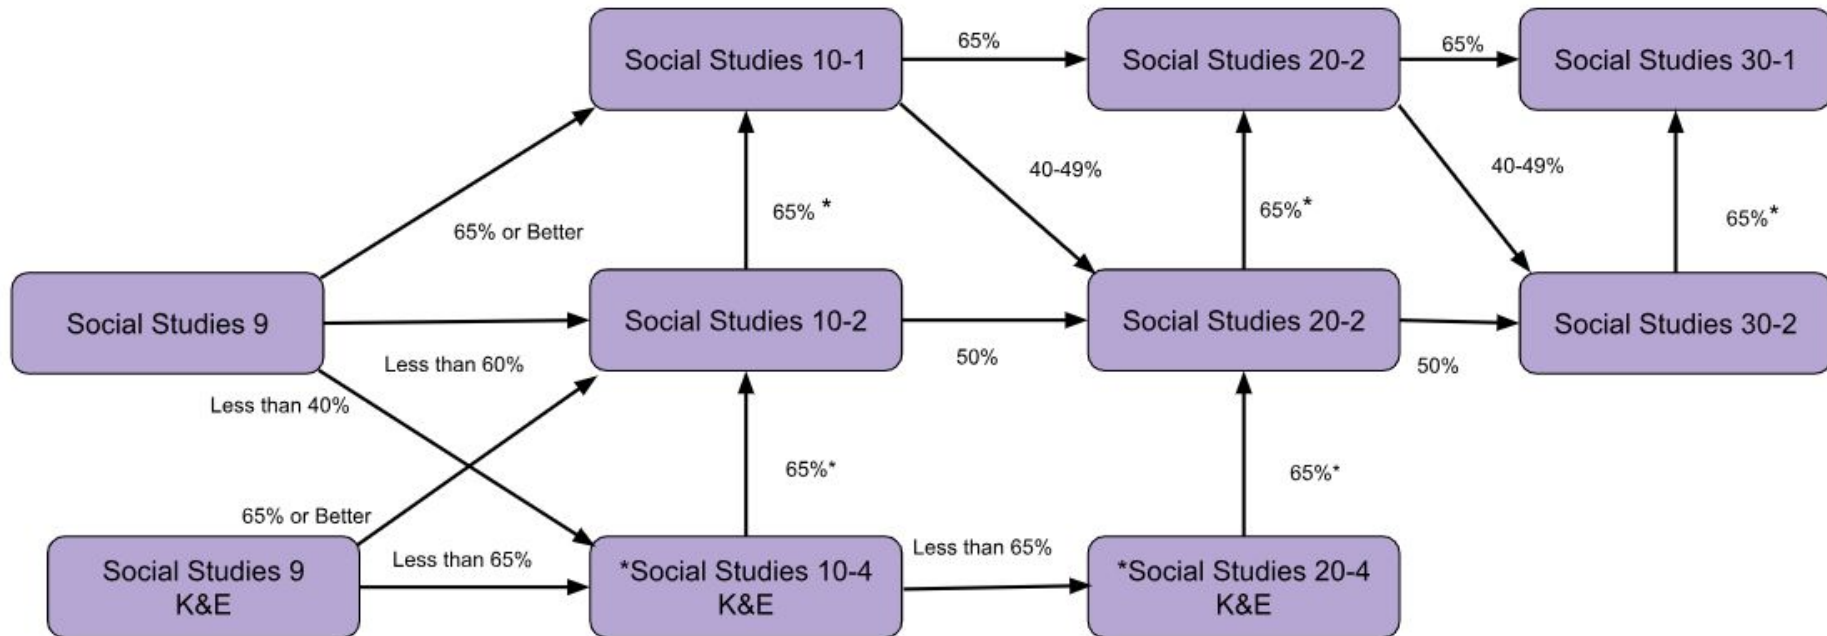 Social Studies 10-1
65%
Social Studies 20-2
65%
Social Studies 30-1
65% or Better
65% *
40-49%
65%*
40-49%
65%*
Social Studies 9
Less than 60%
Less than 40%
Social Studies 10-2
50%
Social Studies 20-2
50%
Social Studies 30-2
65% or Better
65%*
65%*
Social Studies 9
K&E
Less than 65%
*Social Studies 10-4
K&E
Less than 65%
*Social Studies 20-4
K&E